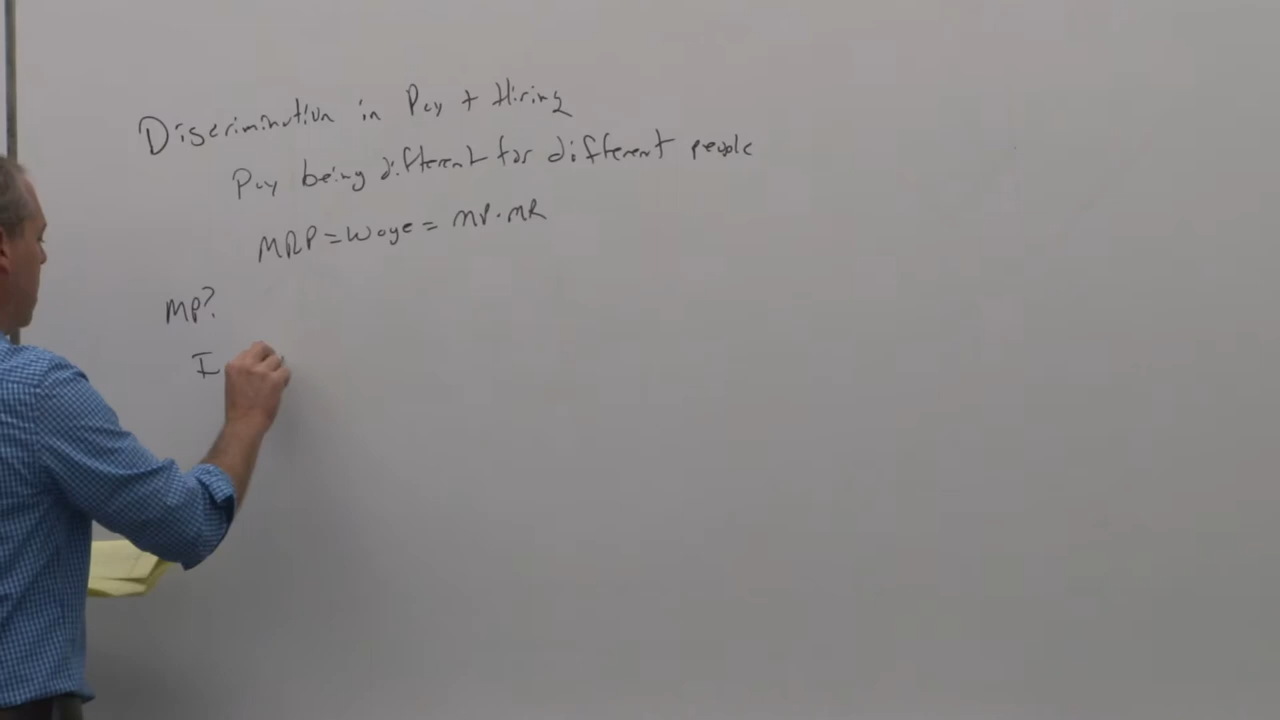 Discrimination in Pay + Hiring
Pay being different for different people
MRP = Wage = MP · MR
MP?
I